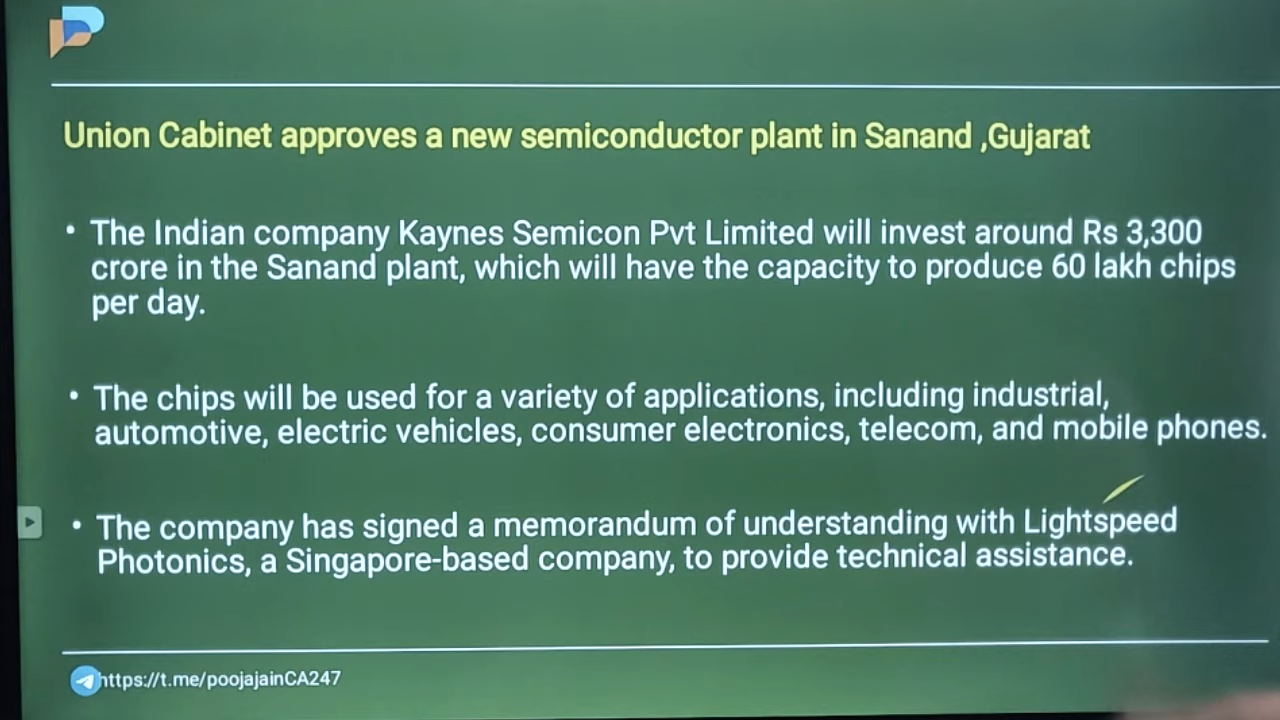 Union Cabinet approves a new semiconductor plant in Sanand ,Gujarat
• The Indian company Kaynes Semicon Pvt Limited will invest around Rs 3,300
crore in the Sanand plant, which will have the capacity to produce 60 lakh chips
per day.
• The chips will be used for a variety of applications, including industrial,
automotive, electric vehicles, consumer electronics, telecom, and mobile phones.
• The company has signed a memorandum of understanding with Lightspeed
Photonics, a Singapore-based company, to provide technical assistance.
https://t.me/poojajainCA247